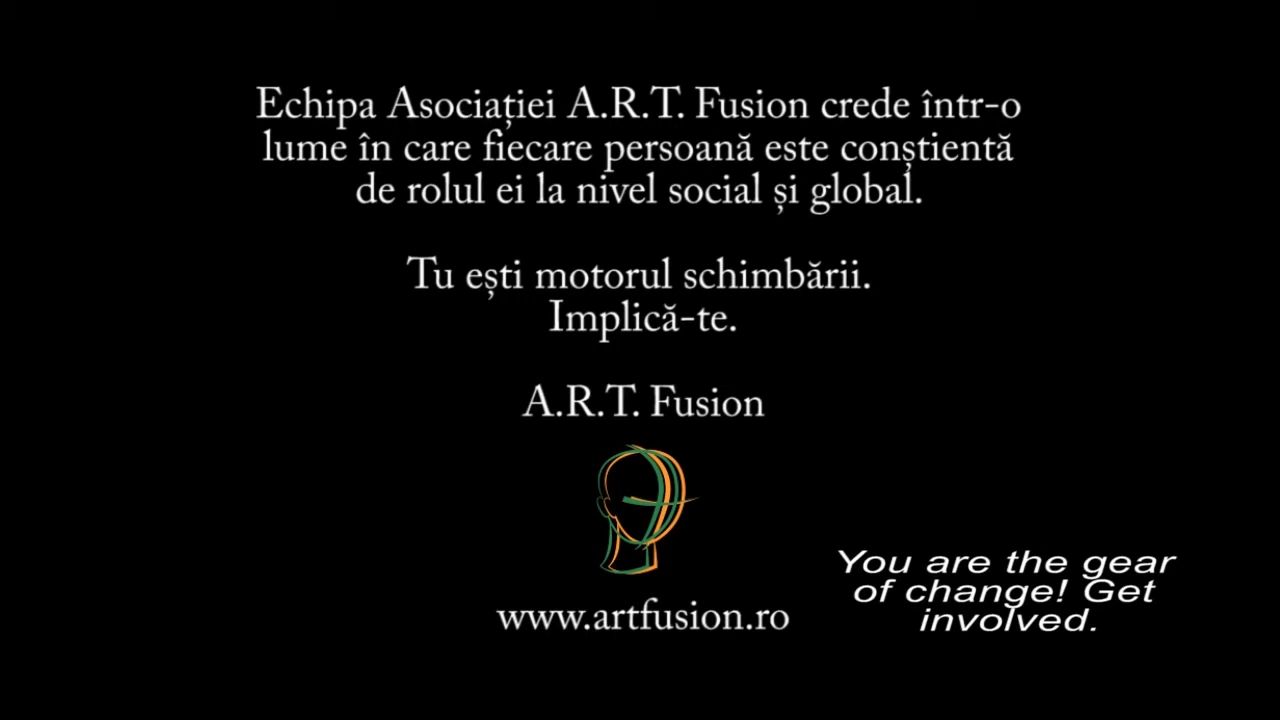 Echipa Asociației A.R.T. Fusion crede într-o
lume în care fiecare persoană este conștientă
de rolul ei la nivel social și global.
Tu ești motorul schimbării.
Implică-te.
A.R.T. Fusion
www.artfusion.ro
You are the gear
of change! Get
involved.